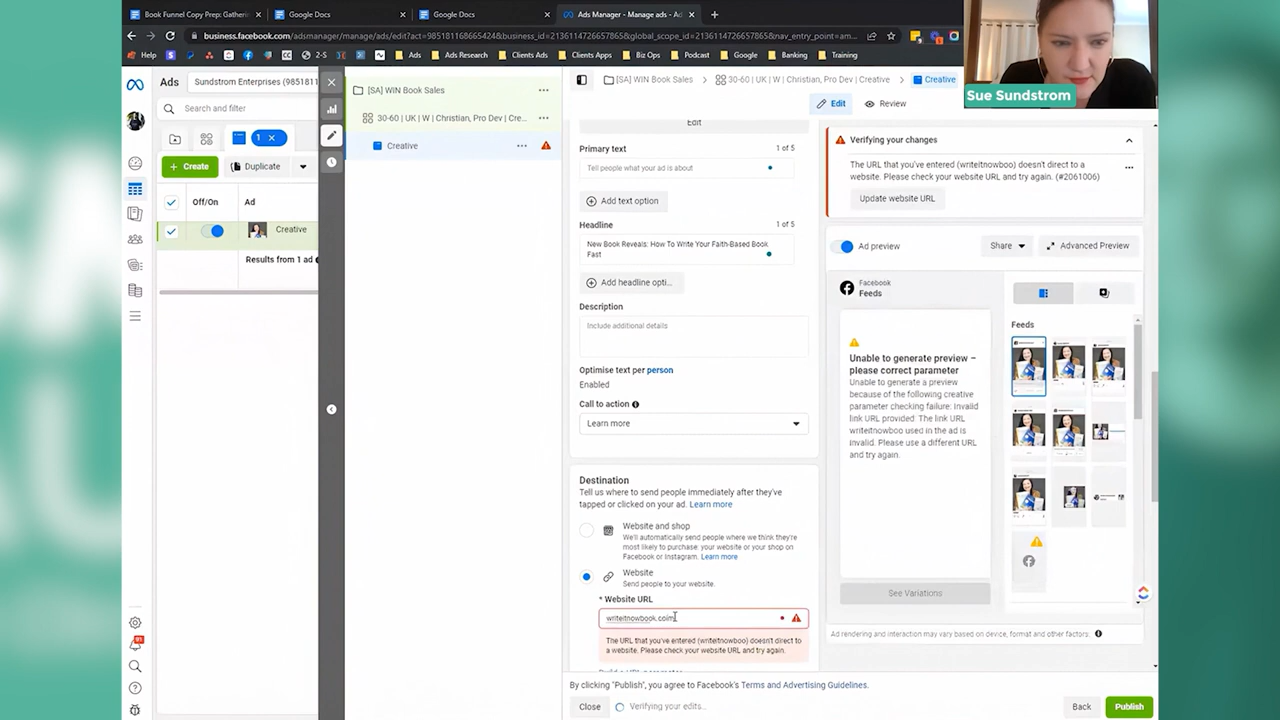 Book Funnel Copy Prep: Gatherin
Google Docs
Google Docs
Ads Manager - Manage ads - Ad
business.facebook.com/adsmanager/manage/ads/edit?act=985181168665424&business_id=2136114726657865&global_scope_id=2136114726657865&nav_entry_point=am...
Help
2-S
Ads
Ads Research
Clients Ads
Clients Apps
Biz Ops
Podcast
Google
Banking
Training
Sue Sundstrom
Ads
Sundstrom Enterprises (9851811
Search and filter
1
Create
Duplicate
Off/On
Ad
Creative
Results from 1 ad
91
[SA] WIN Book Sales
30-60 | UK | W | Christian, Pro Dev | Cre...
Creative
[SA] WIN Book Sales
30-60 | UK | W | Christian, Pro Dev | Creative
Creative
Edit
Review
Edit
Primary text
1 of 5
Tell people what your ad is about
Add text option
Headline
1 of 5
New Book Reveals: How To Write Your Faith-Based Book
Fast
Add headline opti...
Description
Include additional details
Optimise text per person
Enabled
Call to action
Learn more
Destination
Tell us where to send people immediately after they've
tapped or clicked on your ad. Learn more
Website and shop
We'll automatically send people where we think they're
most likely to purchase: your website or your shop on
Facebook or Instagram. Learn more
Website
Send people to your website.
* Website URL
writeitnowbook.coim
The URL that you've entered (writeitnowboo) doesn't direct to
a website. Please check your website URL and try again.
Verifying your changes
The URL that you've entered (writeitnowboo) doesn't direct to a
website. Please check your website URL and try again. (#2061006)
Update website URL
Ad preview
Share
Advanced Preview
Facebook
Feeds
Feeds
Unable to generate preview –
please correct parameter
Unable to generate a preview
because of the following creative
parameter checking failure: Invalid
link URL provided: The link URL
writeitnowboo used in the ad is
invalid. Please use a different URL
and try again.
See Variations
Ad rendering and interaction may vary based on device, format and other factors.
By clicking "Publish", you agree to Facebook's Terms and Advertising Guidelines.
Close
Verifying your edits...
Back
Publish